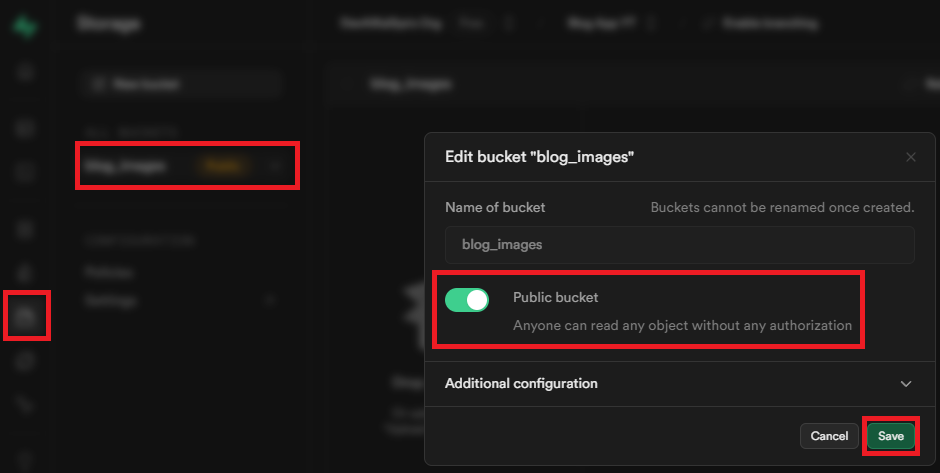 Storage
New bucket
blog_images
blog_images
CONFIGURATION
Policies
Settings
Edit bucket "blog_images"
Name of bucket
Buckets cannot be renamed once created.
blog_images
Public bucket
Anyone can read any object without any authorization
Additional configuration
Cancel
Save